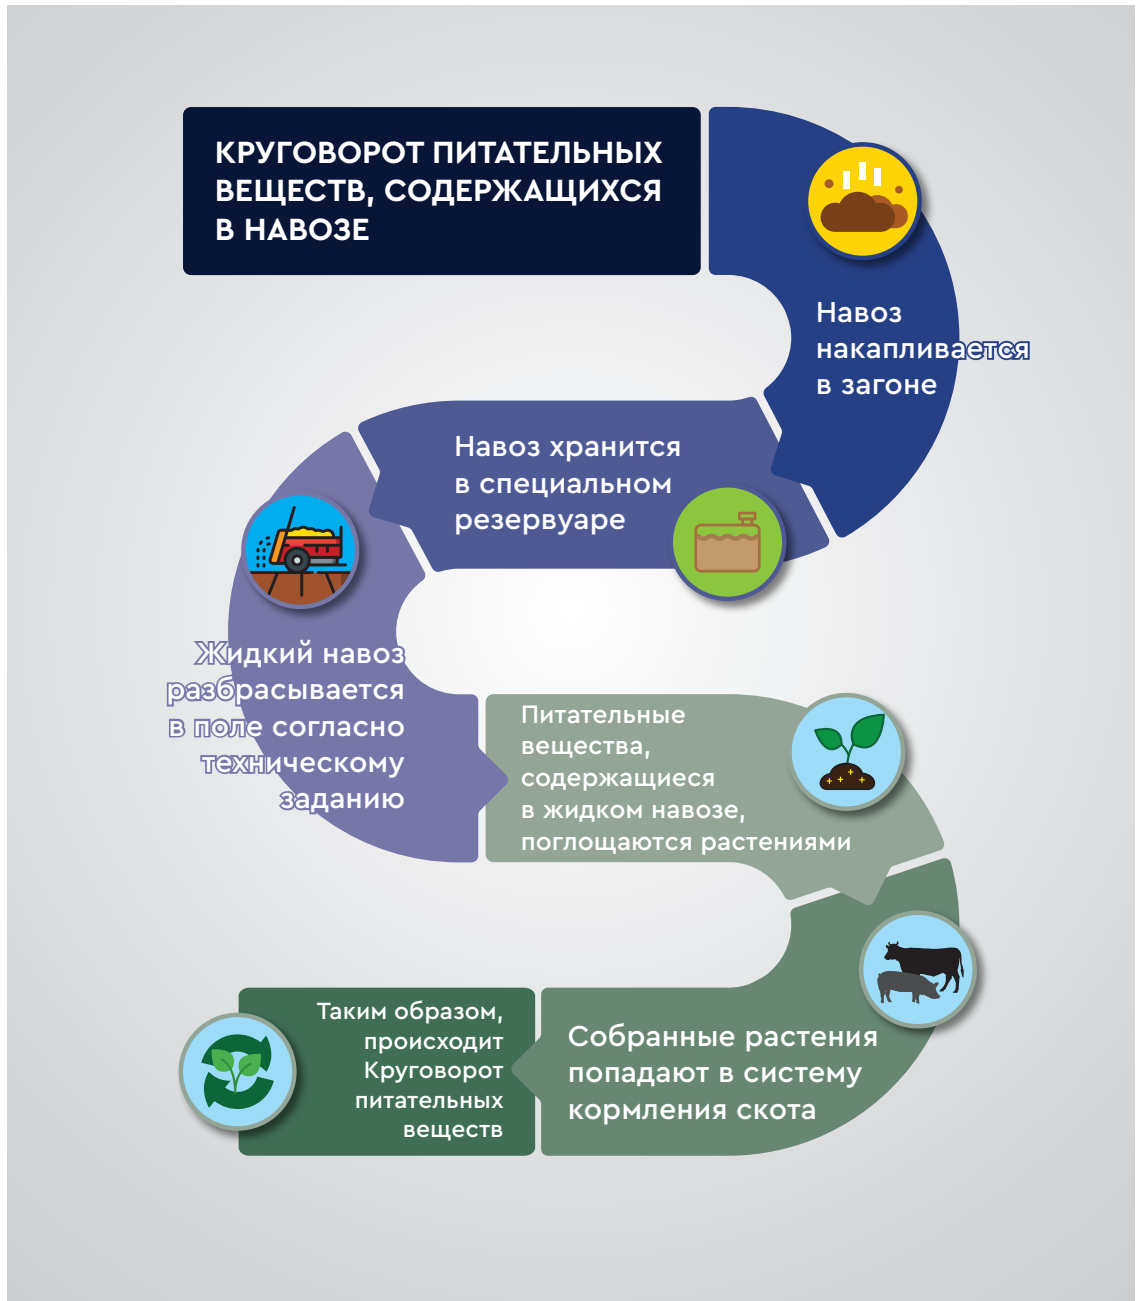 КРУГОВОРОТ ПИТАТЕЛЬНЫХ
ВЕЩЕСТВ, СОДЕРЖАЩИХСЯ
В НАВОЗЕ
Навоз
накапливается
в загоне
Навоз хранится
в специальном
резервуаре
Жидкий навоз
разбрасывается
в поле согласно
техническому
заданию
Питательные
вещества,
содержащиеся
в жидком навозе,
поглощаются растениями
Собранные растения
попадают в систему
кормления скота
Таким образом,
происходит
Круговорот
питательных
веществ